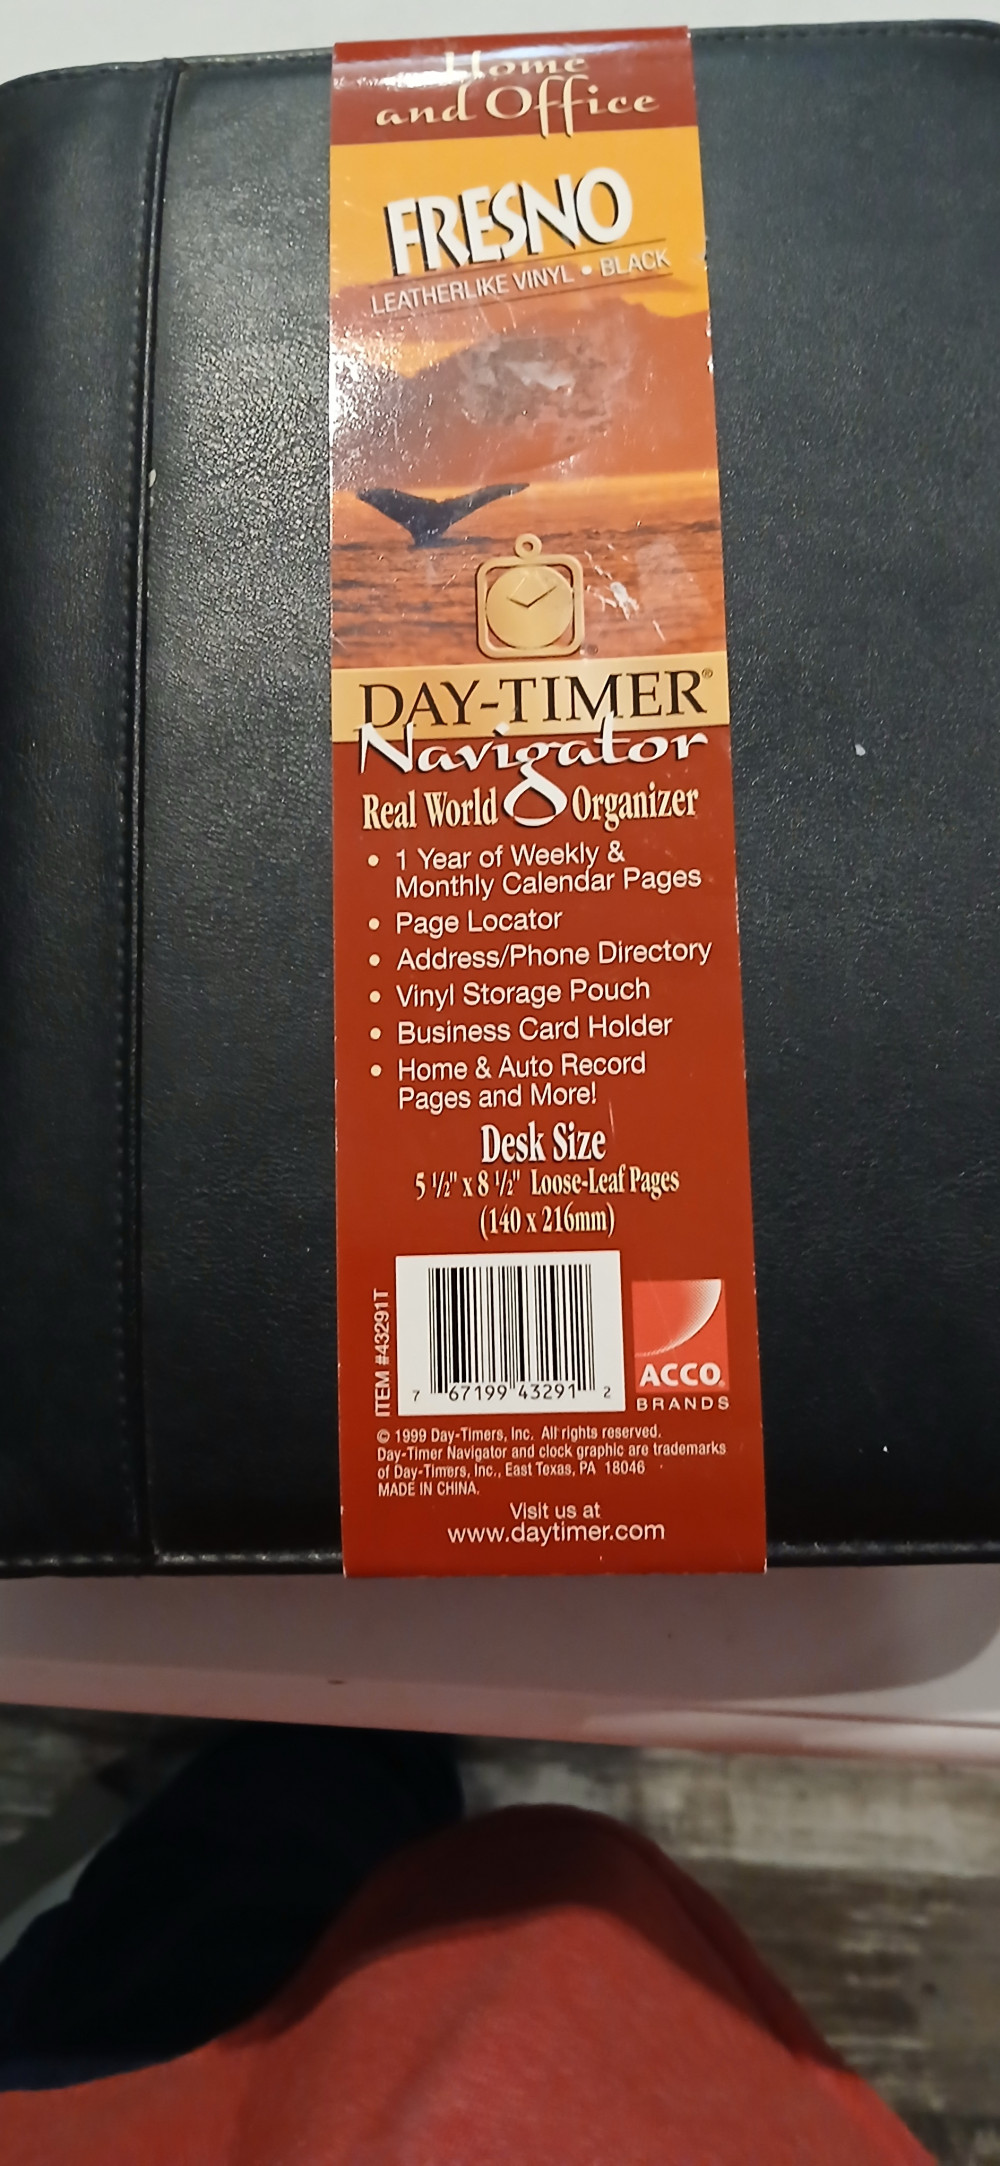 Home
and Office
FRESNO
LEATHERLIKE VINYL • BLACK
DAY-TIMER®
Navigator
Real World Organizer
• 1 Year of Weekly &
Monthly Calendar Pages
• Page Locator
• Address/Phone Directory
• Vinyl Storage Pouch
• Business Card Holder
• Home & Auto Record
Pages and More!
Desk Size
5 1/2" x 8 1/2" Loose-Leaf Pages
(140 x 216mm)
ITEM #43291T
7 67199 43291 2
ACCO®
BRANDS
© 1999 Day-Timers, Inc. All rights reserved.
Day-Timer Navigator and clock graphic are trademarks
of Day-Timers, Inc., East Texas, PA 18046
MADE IN CHINA.
Visit us at
www.daytimer.com